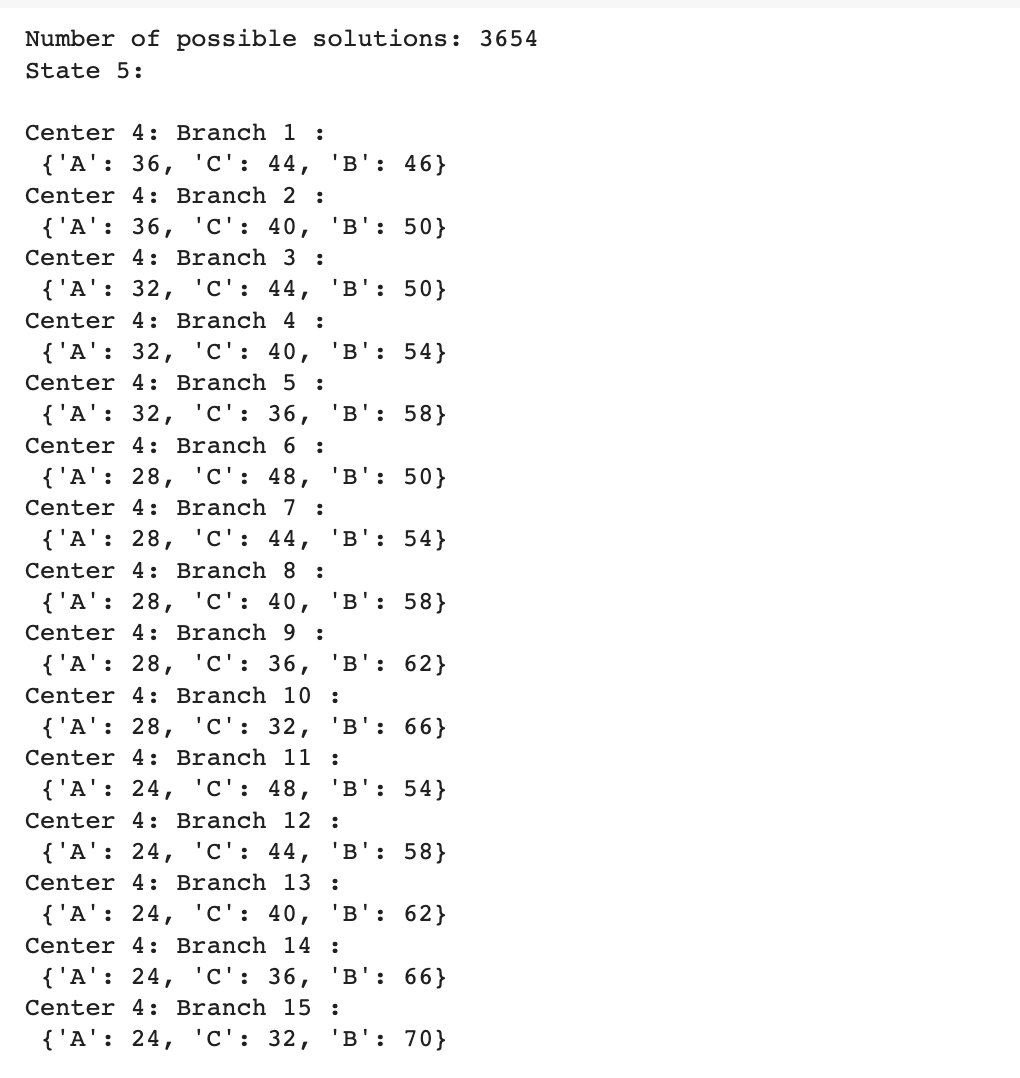 Number of possible solutions: 3654
State 5:
Center 4: Branch 1 :
{'A': 36, 'C': 44, 'B': 46}
Center 4: Branch 2 :
{'A': 36, 'C': 40, 'B': 50}
Center 4: Branch 3 :
{'A': 32, 'C': 44, 'B': 50}
Center 4: Branch 4 :
{'A': 32, 'C': 40, 'B': 54}
Center 4: Branch 5 :
{'A': 32, 'C': 36, 'B': 58}
Center 4: Branch 6 :
{'A': 28, 'C': 48, 'B': 50}
Center 4: Branch 7 :
{'A': 28, 'C': 44, 'B': 54}
Center 4: Branch 8 :
{'A': 28, 'C': 40, 'B': 58}
Center 4: Branch 9 :
{'A': 28, 'C': 36, 'B': 62}
Center 4: Branch 10 :
{'A': 28, 'C': 32, 'B': 66}
Center 4: Branch 11 :
{'A': 24, 'C': 48, 'B': 54}
Center 4: Branch 12 :
{'A': 24, 'C': 44, 'B': 58}
Center 4: Branch 13 :
{'A': 24, 'C': 40, 'B': 62}
Center 4: Branch 14 :
{'A': 24, 'C': 36, 'B': 66}
Center 4: Branch 15 :
{'A': 24, 'C': 32, 'B': 70}